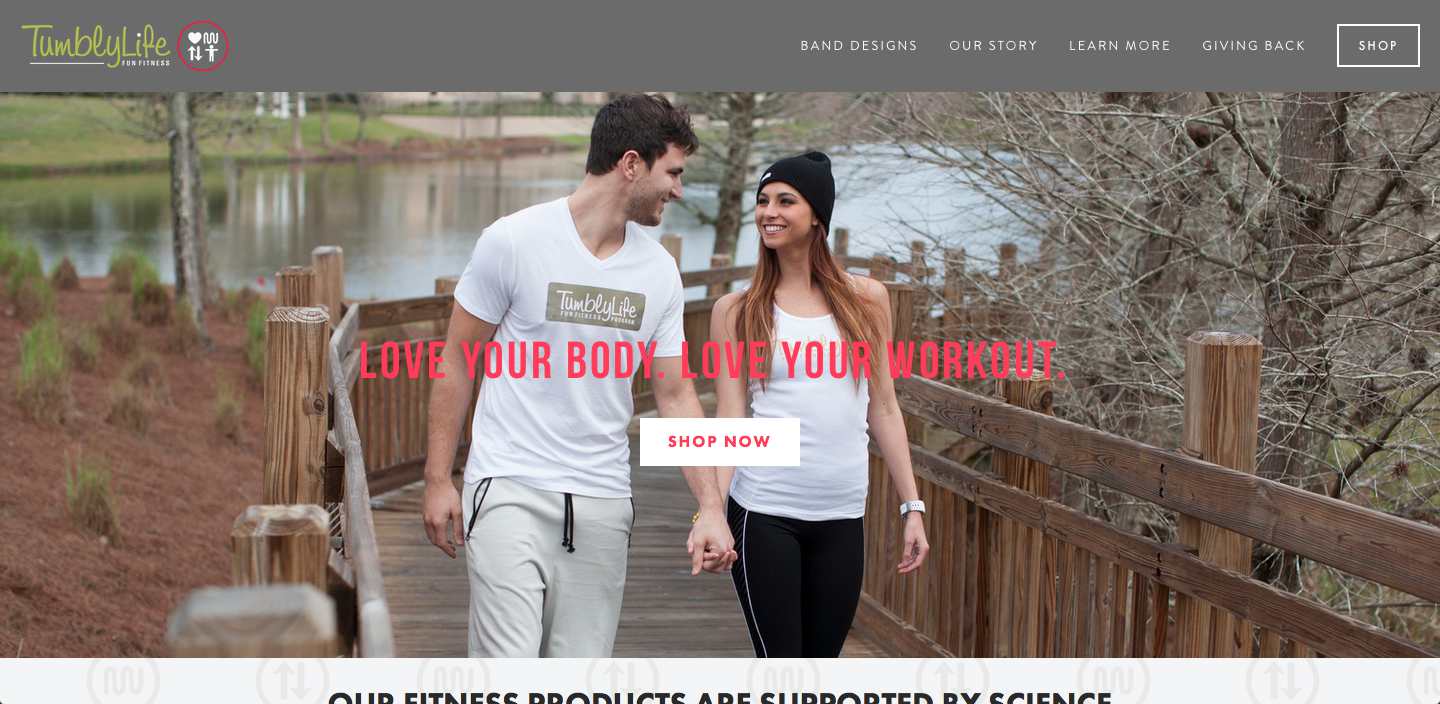 TumblyLife
FUN FITNESS
BAND DESIGNS
OUR STORY
LEARN MORE
GIVING BACK
SHOP
TumblyLife
FUN FITNESS PROGRAM
LOVE YOUR BODY. LOVE YOUR WORKOUT.
SHOP NOW
OUR FITNESS PRODUCTS ARE SUPPORTED BY SCIENCE